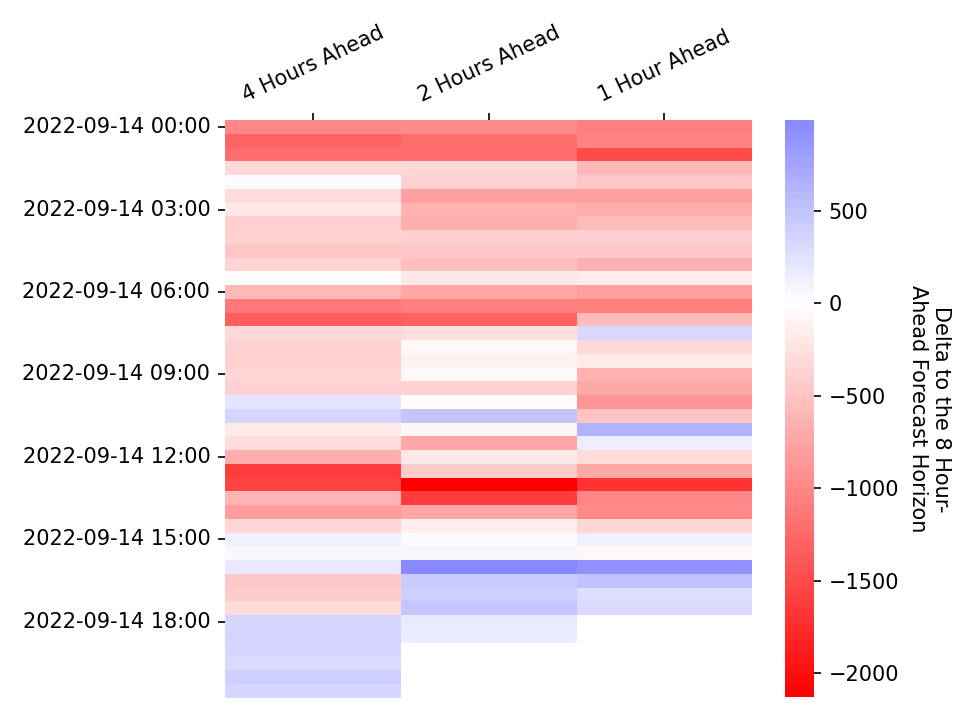 4 Hours Ahead
2 Hours Ahead
1 Hour Ahead
2022-09-14 00:00
2022-09-14 03:00
2022-09-14 06:00
2022-09-14 09:00
2022-09-14 12:00
2022-09-14 15:00
2022-09-14 18:00
500
0
−500
−1000
−1500
−2000
Delta to the 8 Hour-
Ahead Forecast Horizon